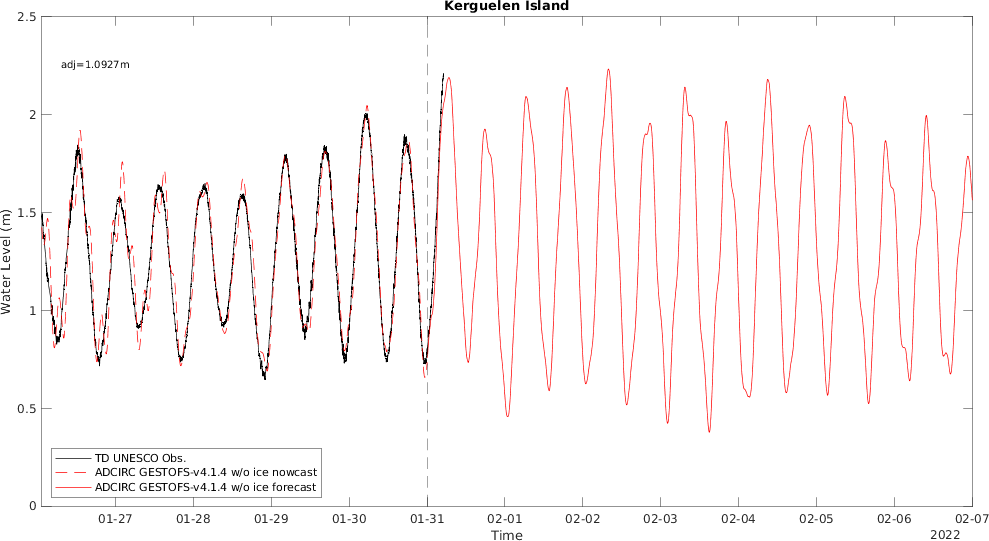 Kerguelen Island
2.5
adj=1.0927m
2
1.5
Water Level (m)
1
0.5
TD UNESCO Obs.
ADCIRC GESTOFS-v4.1.4 w/o ice nowcast
ADCIRC GESTOFS-v4.1.4 w/o ice forecast
0
01-27 01-28 01-29 01-30 01-31 02-01 02-02 02-03 02-04 02-05 02-06 02-07
Time
2022